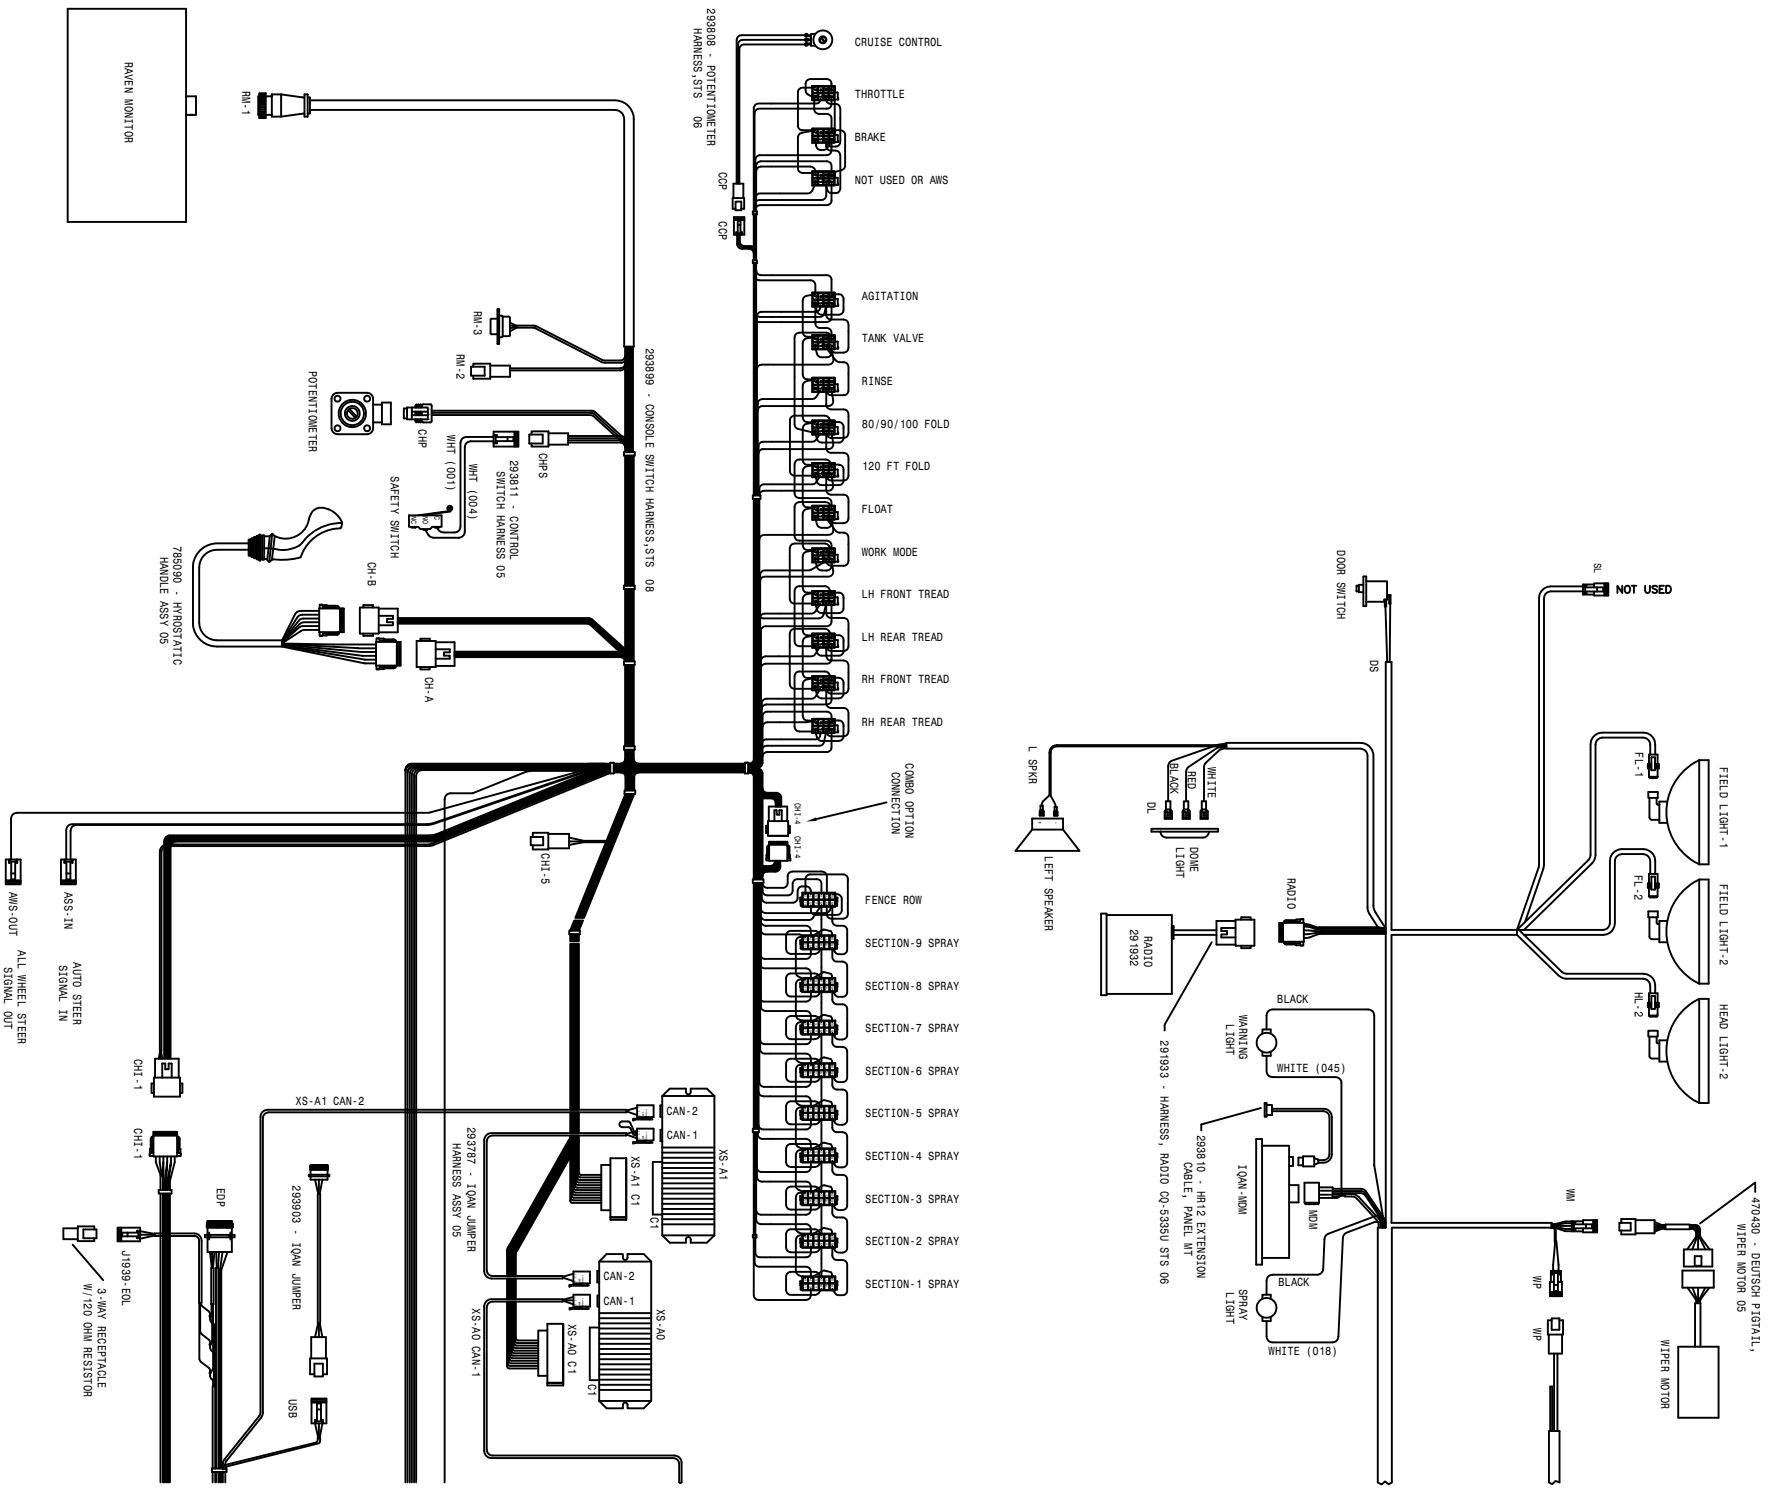 RAVEN MONITOR
RM-1
293808 - POTENTIOMETER
HARNESS,STS 06
CRUISE CONTROL
THROTTLE
BRAKE
NOT USED OR AWS
CCP
CCP
AGITATION
TANK VALVE
RINSE
80/90/100 FOLD
120 FT FOLD
FLOAT
WORK MODE
LH FRONT TREAD
LH REAR TREAD
RH FRONT TREAD
RH REAR TREAD
RM-3
RM-2
293899 - CONSOLE SWITCH HARNESS,STS 08
POTENTIOMETER
CHP
CHPS
WHT (001)
WHT (004)
293811 - CONTROL
SWITCH HARNESS 05
SAFETY SWITCH
C
NO
NC
785090 - HYROSTATIC
HANDLE ASSY 05
CH-B
CH-A
COMBO OPTION
CONNECTION
CHI-4
CHI-4
CHI-5
FENCE ROW
SECTION-9 SPRAY
SECTION-8 SPRAY
SECTION-7 SPRAY
SECTION-6 SPRAY
SECTION-5 SPRAY
SECTION-4 SPRAY
SECTION-3 SPRAY
SECTION-2 SPRAY
SECTION-1 SPRAY
AWS-OUT
ALL WHEEL STEER
SIGNAL OUT
ASS-IN
AUTO STEER
SIGNAL IN
CHI-1
CHI-1
XS-A1 CAN-2
CAN-2
CAN-1
XS-A1
C1
XS-A1 C1
293787 - IQAN JUMPER
HARNESS ASSY 05
CAN-2
CAN-1
XS-A0
C1
XS-A0 C1
XS-A0 CAN-1
EDP
293903 - IQAN JUMPER
USB
J1939-EOL
3-WAY RECEPTACLE
W/120 OHM RESISTOR
DOOR SWITCH
DS
SL
NOT USED
L SPKR
LEFT SPEAKER
BLACK
RED
WHITE
DL
DOME
LIGHT
RADIO
RADIO
291932
291933 - HARNESS, RADIO CQ-5335U STS 06
FL-1
FIELD LIGHT-1
FL-2
FIELD LIGHT-2
HL-2
HEAD LIGHT-2
BLACK
WARNING
LIGHT
WHITE (045)
293810 - HR12 EXTENSION
CABLE, PANEL MT
IQAN-MDM
MDM
BLACK
SPRAY
LIGHT
WHITE (018)
WM
WP
WP
470430 - DEUTSCH PIGTAIL,
WIPER MOTOR 05
WIPER MOTOR